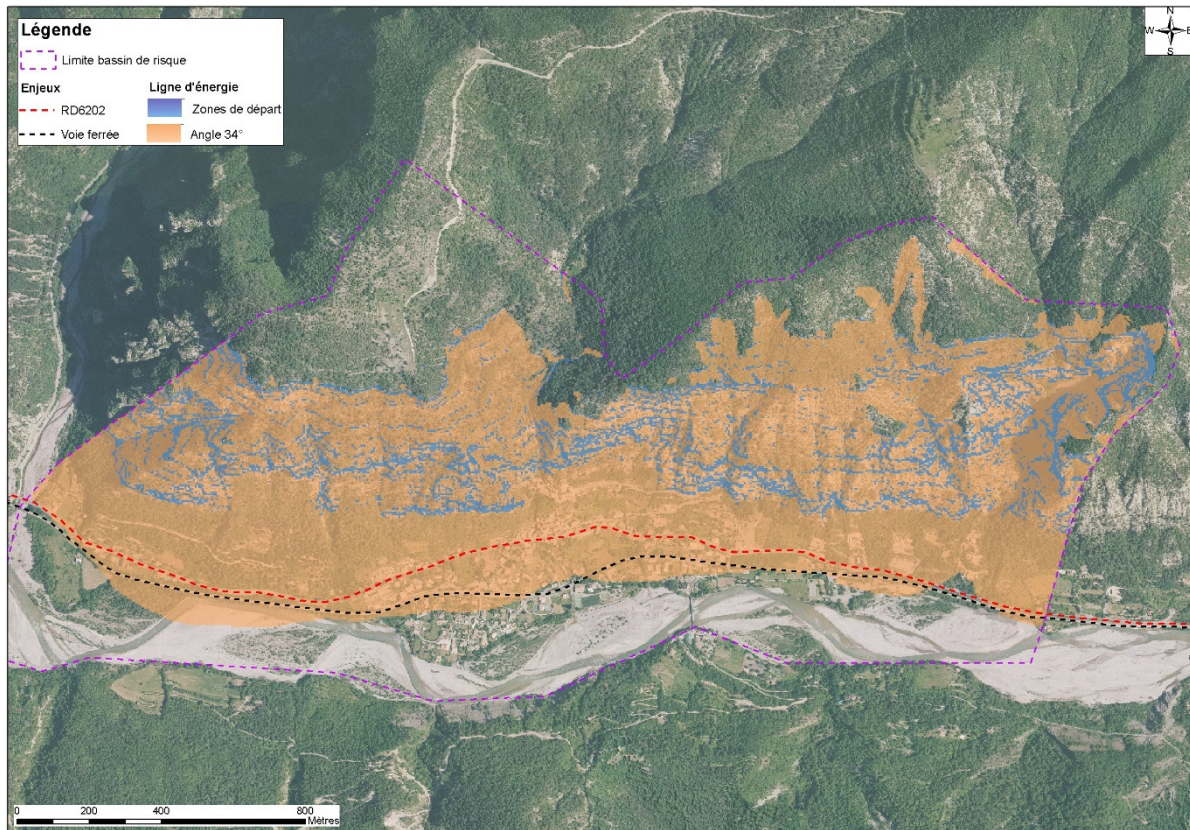 Légende
Limite bassin de risque
Enjeux
Ligne d'énergie
RD6202
Zones de départ
Voie ferrée
Angle 34°
N
W E
S
0 200 400 800
Mètres